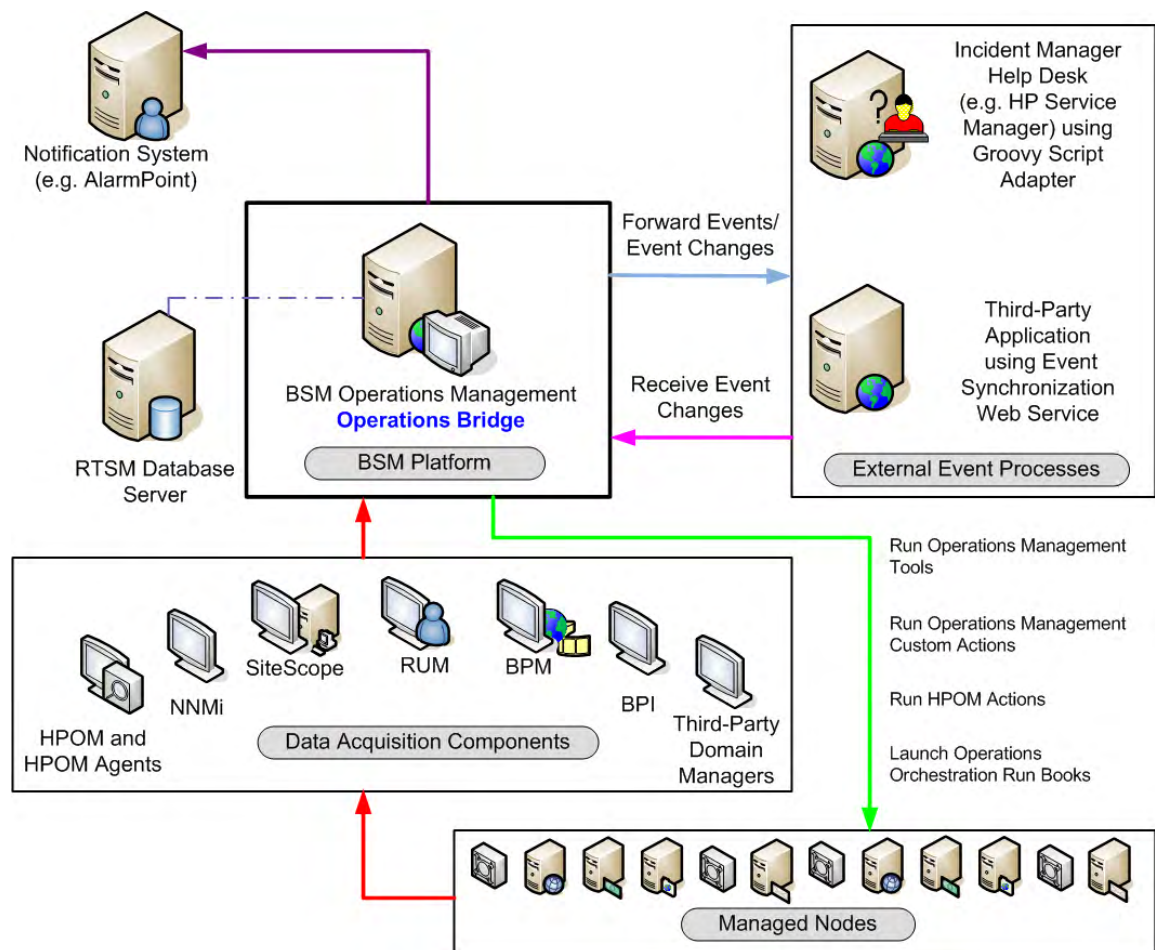 Notification System
(e.g. AlarmPoint)
Incident Manager
Help Desk
(e.g. HP Service
Manager) using
Groovy Script
Adapter
?
Forward Events/
Event Changes
Third-Party
Application
using Event
Synchronization
Web Service
Receive Event
Changes
External Event Processes
BSM Operations Management
Operations Bridge
BSM Platform
RTSM Database
Server
Run Operations Management
Tools
Run Operations Management
Custom Actions
Run HPOM Actions
Launch Operations
Orchestration Run Books
HPOM and
HPOM Agents
NNMi
SiteScope
RUM
BPM
BPI
Third-Party
Domain
Managers
Data Acquisition Components
Managed Nodes